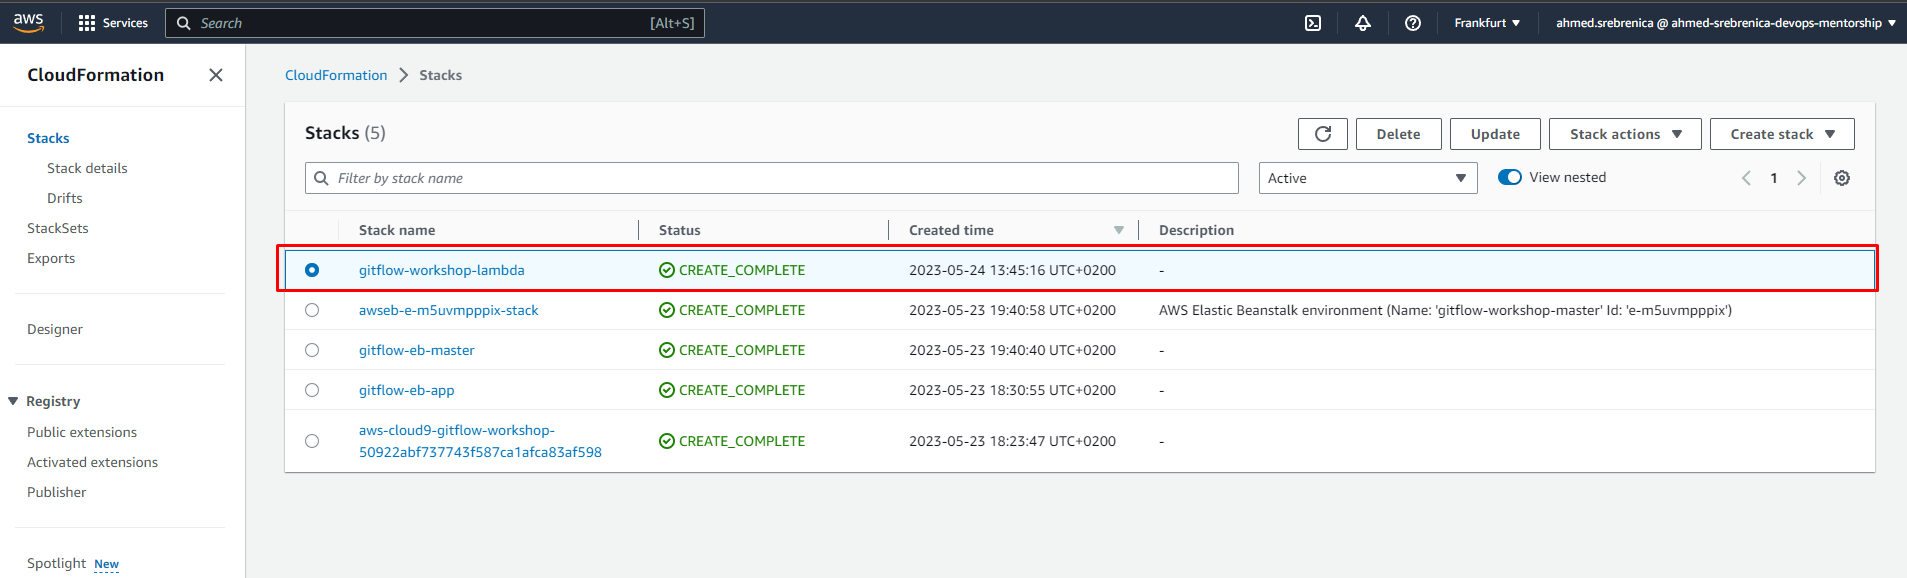 aws
Services
Search
[Alt+S]
Frankfurt
ahmed.srebrenica @ ahmed-srebrenica-devops-mentorship
CloudFormation
Stacks
Stack details
Drifts
StackSets
Exports
Designer
Registry
Public extensions
Activated extensions
Publisher
Spotlight New
CloudFormation > Stacks
Stacks (5)
Delete
Update
Stack actions
Create stack
Filter by stack name
Active
View nested
1
Stack name Status Created time Description
gitflow-workshop-lambda CREATE_COMPLETE 2023-05-24 13:45:16 UTC+0200 -
awseb-e-m5uvmpppix-stack CREATE_COMPLETE 2023-05-23 19:40:58 UTC+0200 AWS Elastic Beanstalk environment (Name: 'gitflow-workshop-master' Id: 'e-m5uvmpppix')
gitflow-eb-master CREATE_COMPLETE 2023-05-23 19:40:40 UTC+0200 -
gitflow-eb-app CREATE_COMPLETE 2023-05-23 18:30:55 UTC+0200 -
aws-cloud9-gitflow-workshop-
50922abf737743f587ca1afca83af598 CREATE_COMPLETE 2023-05-23 18:23:47 UTC+0200 -